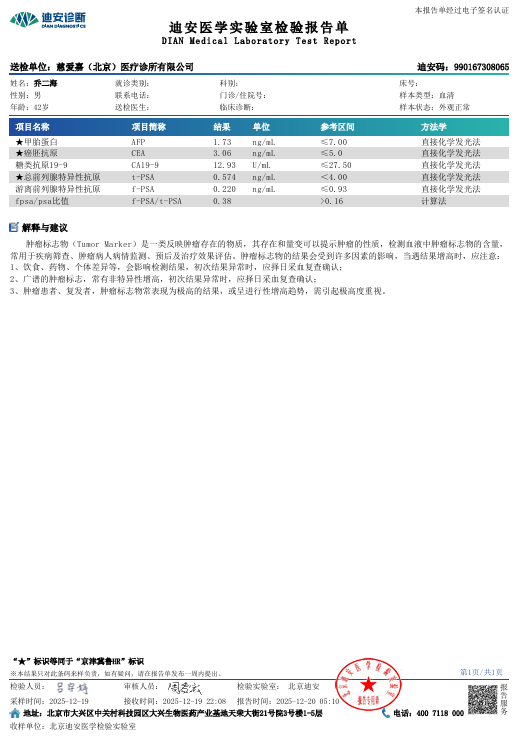 本报告单经过电子签名认证
迪安诊断
DIAN DIAGNOSTICS
迪安医学实验室检验报告单
DIAN Medical Laboratory Test Report
送检单位：慈爱嘉（北京）医疗诊所有限公司 迪安码：990167308065
姓名：乔二海 就诊类别： 科别： 床号：
性别：男 联系电话： 门诊/住院号： 样本类型：血清
年龄：42岁 送检医生： 临床诊断： 样本状态：外观正常
项目名称 项目简称 结果 单位 参考区间 方法学
★甲胎蛋白 AFP 1.73 ng/mL ≤7.00 直接化学发光法
★癌胚抗原 CEA 3.06 ng/mL ≤5.0 直接化学发光法
糖类抗原19-9 CA19-9 12.93 U/mL ≤27.50 直接化学发光法
★总前列腺特异性抗原 t-PSA 0.574 ng/mL <4.00 直接化学发光法
游离前列腺特异性抗原 f-PSA 0.220 ng/mL ≤0.93 直接化学发光法
fpsa/psa比值 f-PSA/t-PSA 0.38 >0.16 计算法
解释与建议
肿瘤标志物（Tumor Marker）是一类反映肿瘤存在的物质，其存在和量变可以提示肿瘤的性质，检测血液中肿瘤标志物的含量，
常用于疾病筛查、肿瘤病人病情监测、预后及治疗效果评估。肿瘤标志物的结果会受到许多因素的影响，当遇结果增高时，应注意：
1、饮食、药物、个体差异等，会影响检测结果，初次结果异常时，应择日采血复查确认；
2、广谱的肿瘤标志，常有非特异性增高，初次结果异常时，应择日采血复查确认；
3、肿瘤患者、复发者，肿瘤标志物常表现为极高的结果，或呈进行性增高趋势，需引起极高度重视。
“★”标识等同于“京津冀鲁HR”标识
※本结果只对此条码来样负责，如有疑问，请在报告单发布一周内提出。 第1页/共1页
检验人员： 审核人员： 检验实验室： 北京迪安
采样时间：2025-12-19 接收时间：2025-12-19 22:08 报告时间：2025-12-20 05:10
报告专用章
地址：北京市大兴区中关村科技园区大兴生物医药产业基地天荣大街21号院3号楼1-5层 电话：400 7118 000
收样单位：北京迪安医学检验实验室
报告服务